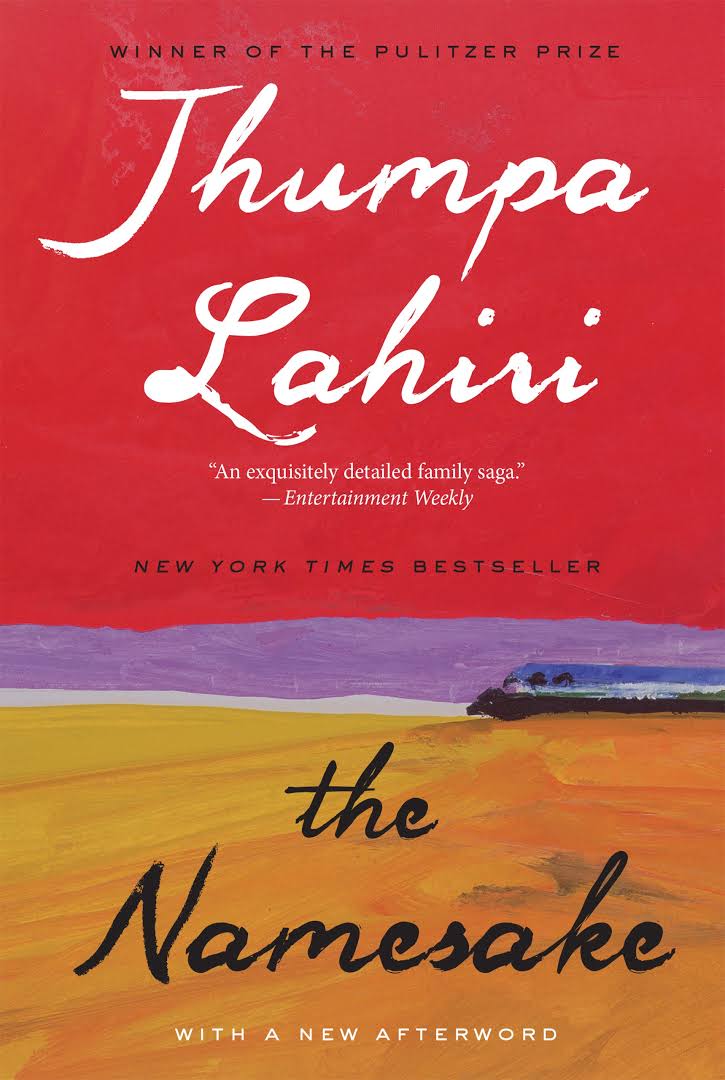 WINNER OF THE PULITZER PRIZE
Jhumpa
Lahiri
“An exquisitely detailed family saga.”
— Entertainment Weekly
NEW YORK TIMES BESTSELLER
the
Namesake
WITH A NEW AFTERWORD